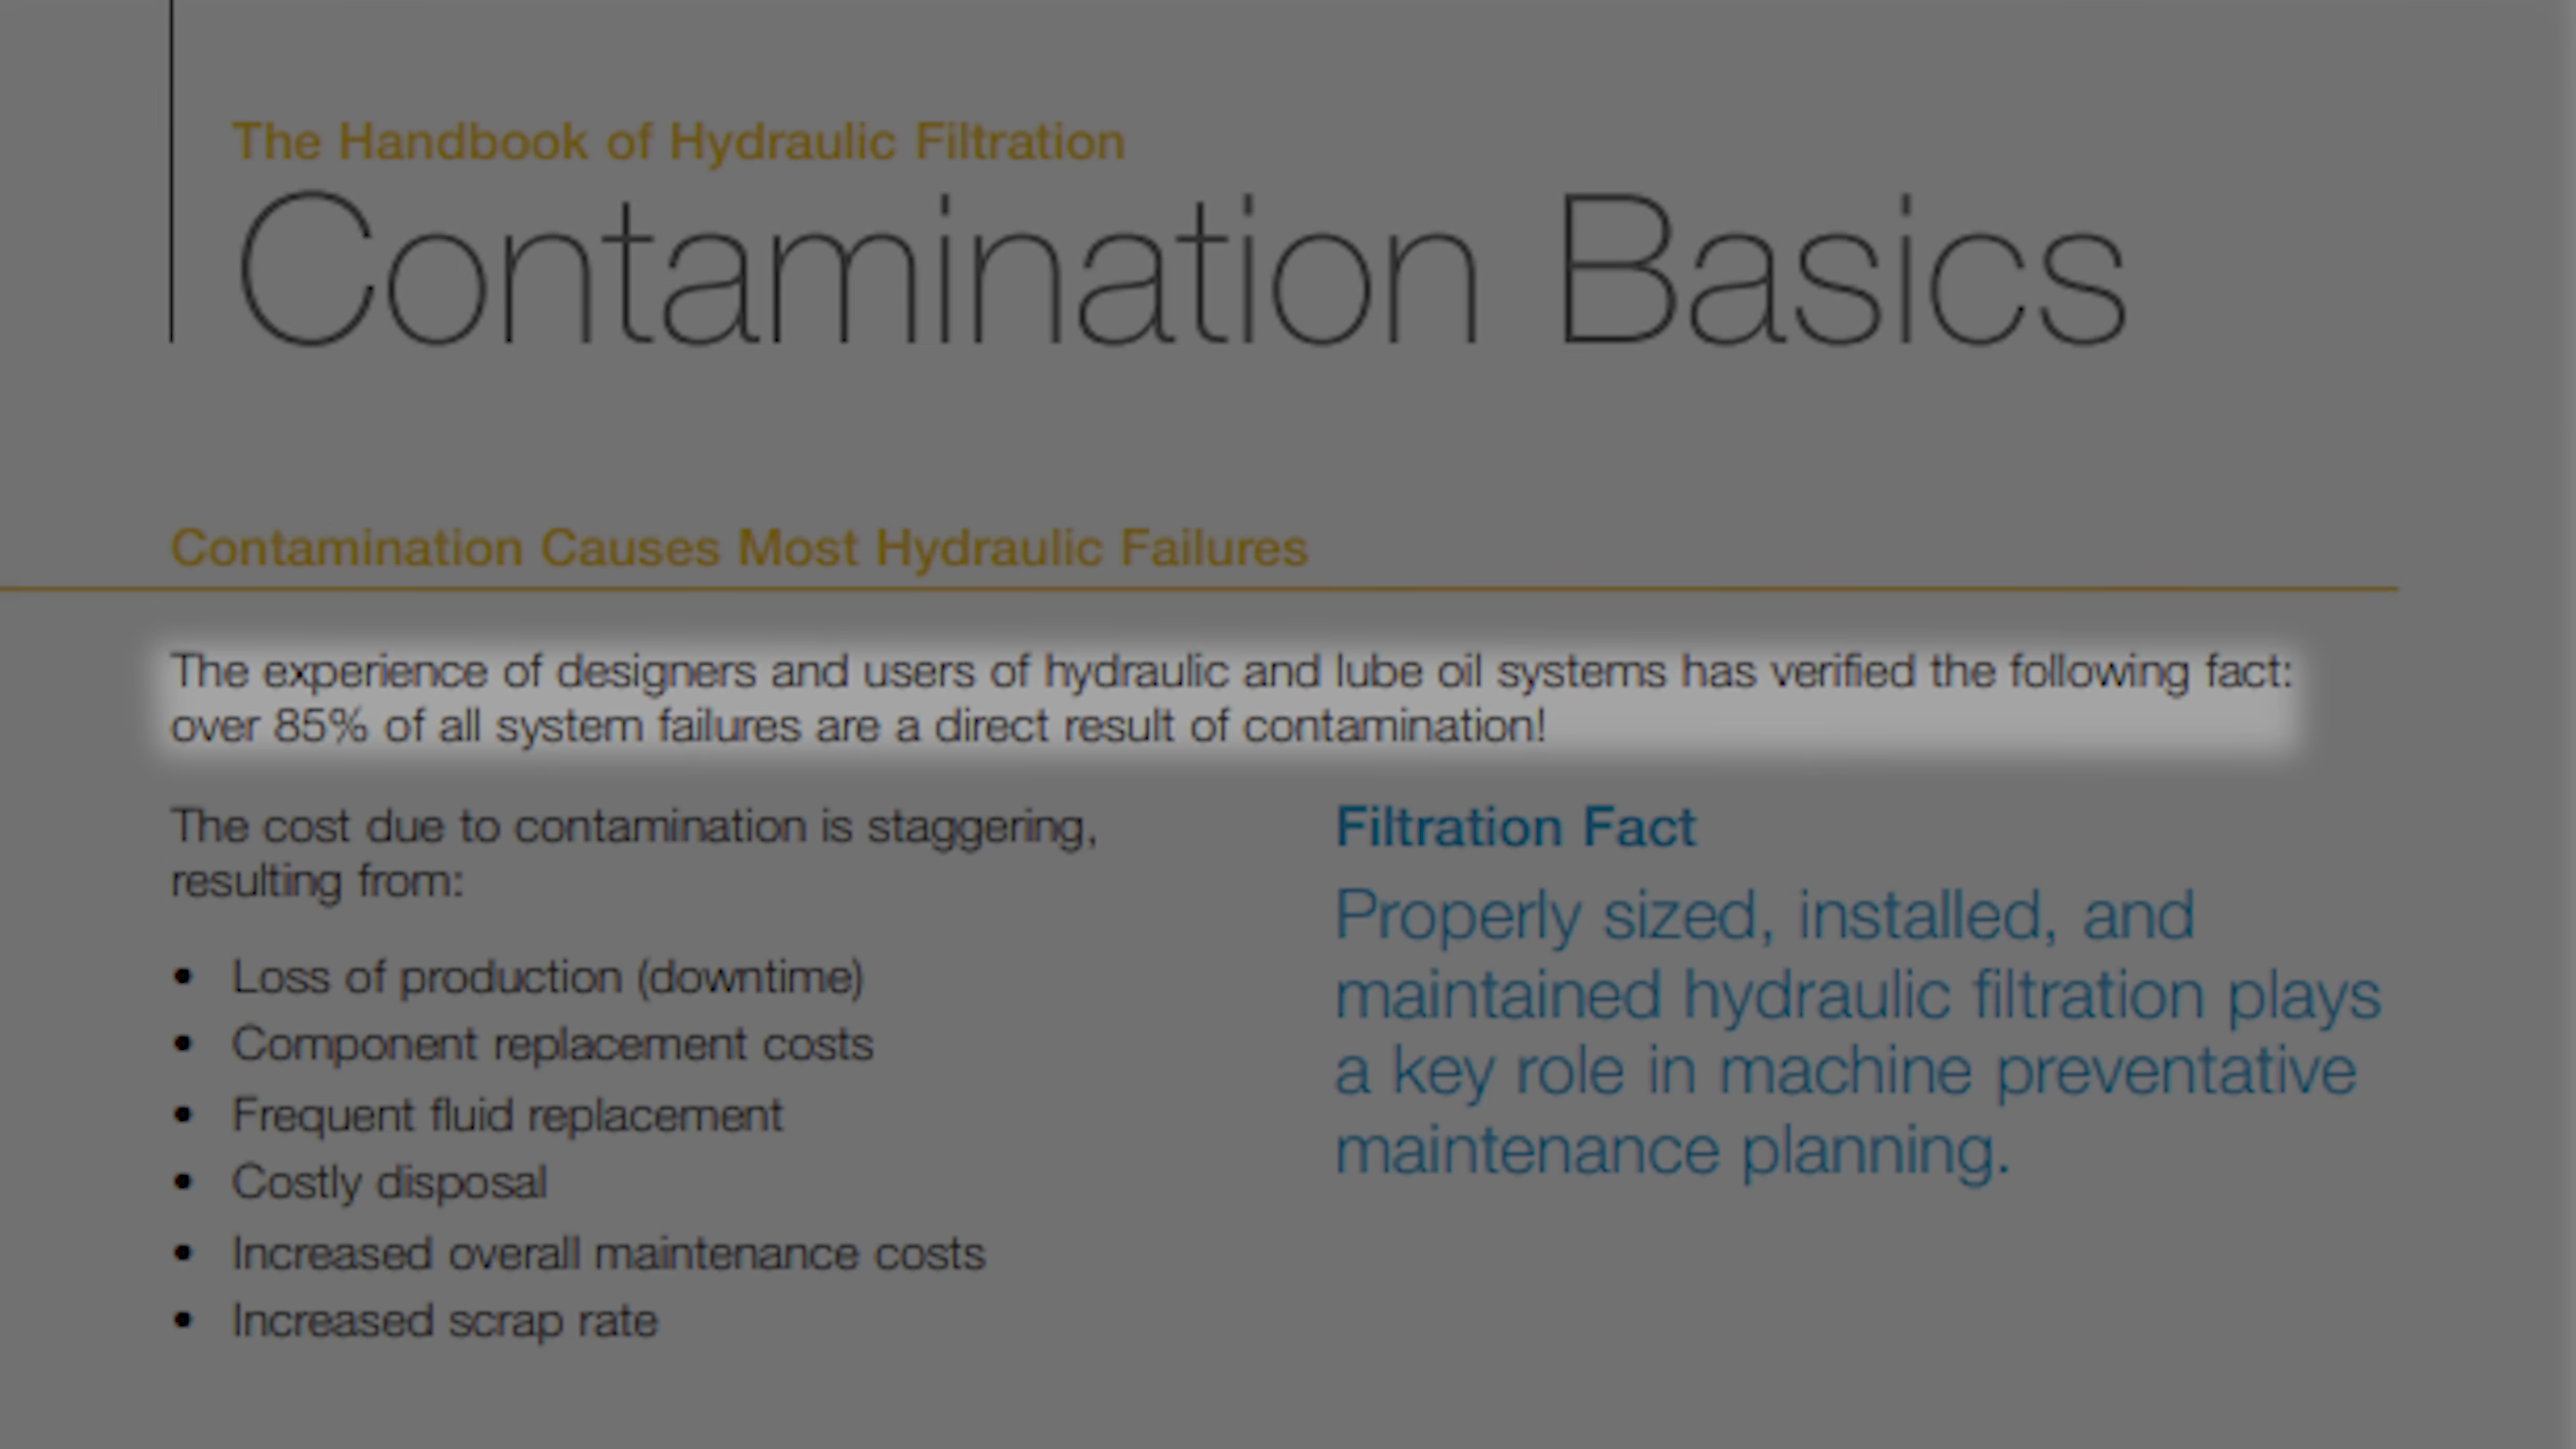 The Handbook of Hydraulic Filtration
Contamination Basics
Contamination Causes Most Hydraulic Failures
The experience of designers and users of hydraulic and lube oil systems has verified the following fact:
over 85% of all system failures are a direct result of contamination!
The cost due to contamination is staggering,
resulting from:
• Loss of production (downtime)
• Component replacement costs
• Frequent fluid replacement
• Costly disposal
• Increased overall maintenance costs
• Increased scrap rate
Filtration Fact
Properly sized, installed, and
maintained hydraulic filtration plays
a key role in machine preventative
maintenance planning.